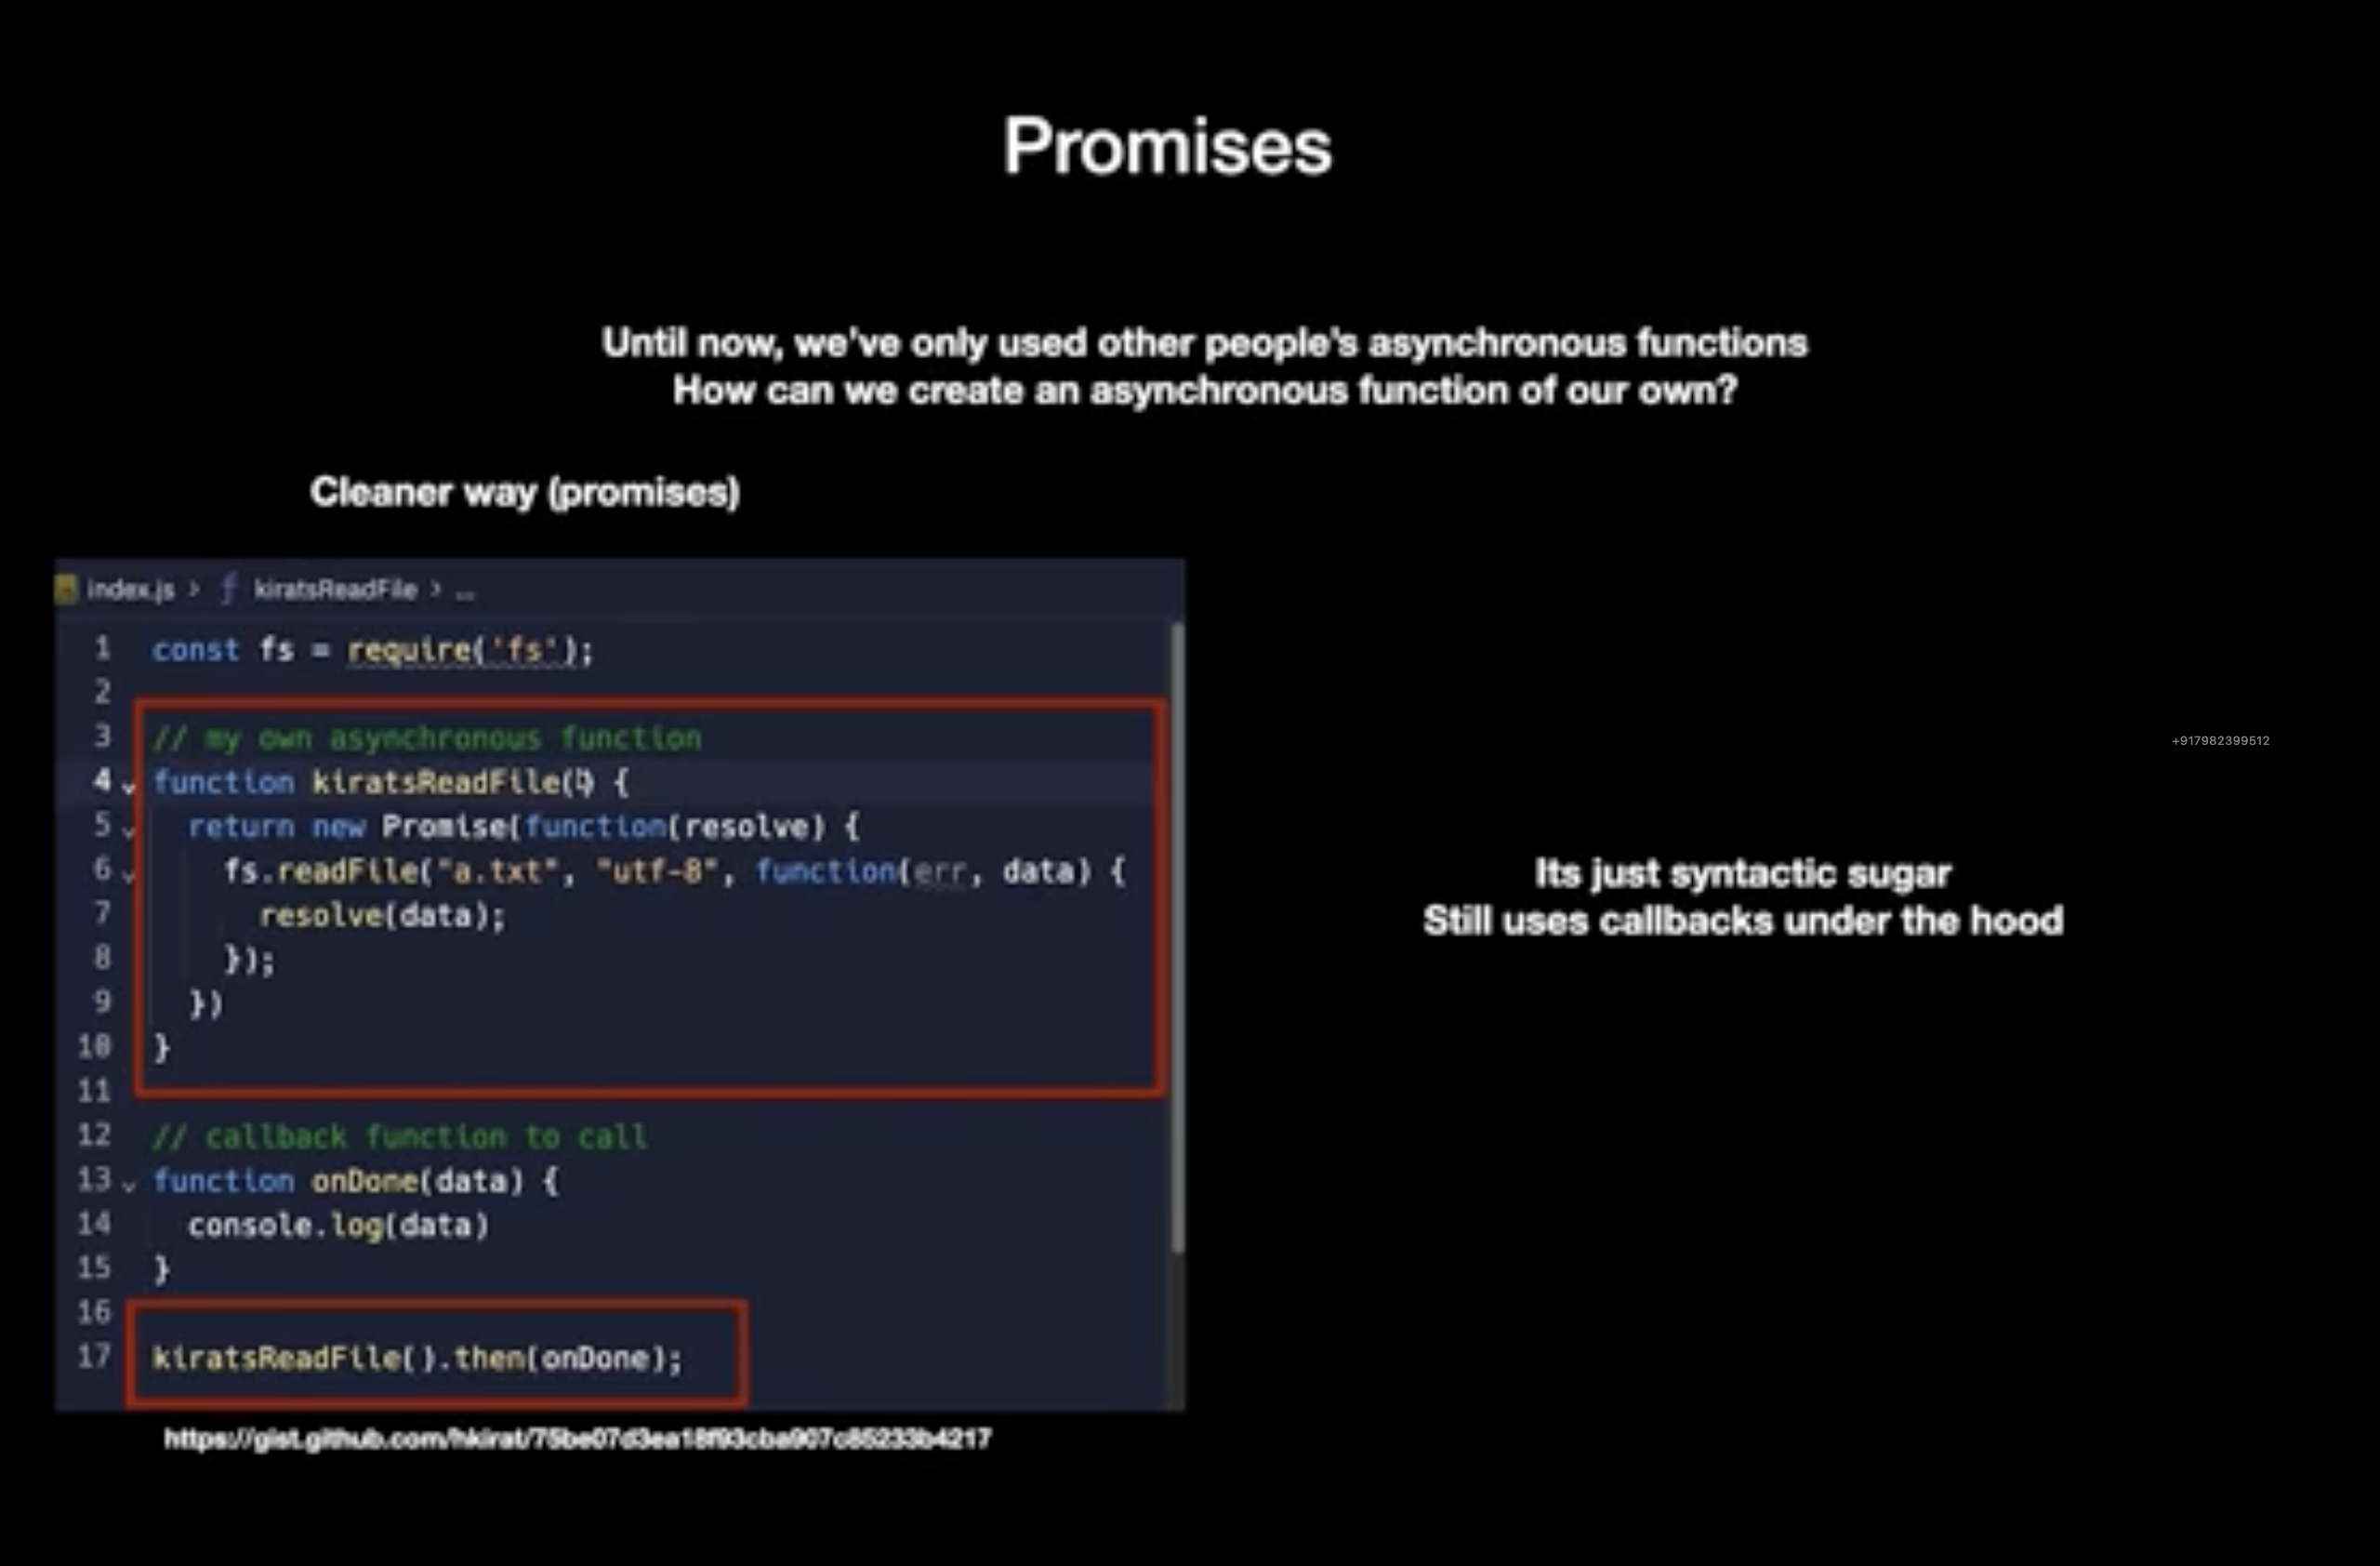 Promises
Until now, we've only used other people's asynchronous functions
How can we create an asynchronous function of our own?
Cleaner way (promises)
index.js > f kiratsReadFile > ...
1 const fs = require('fs');
2
3 // my own asynchronous function
4 function kiratsReadFile() {
5 return new Promise(function(resolve) {
6 fs.readFile("a.txt", "utf-8", function(err, data) {
7 resolve(data);
8 });
9 })
10 }
11
12 // callback function to call
13 function onDone(data) {
14 console.log(data)
15 }
16
17 kiratsReadFile().then(onDone);
https://gist.github.com/hkirat/75be07d3ea18f93cba907c85233b4217
+917982399512
Its just syntactic sugar
Still uses callbacks under the hood